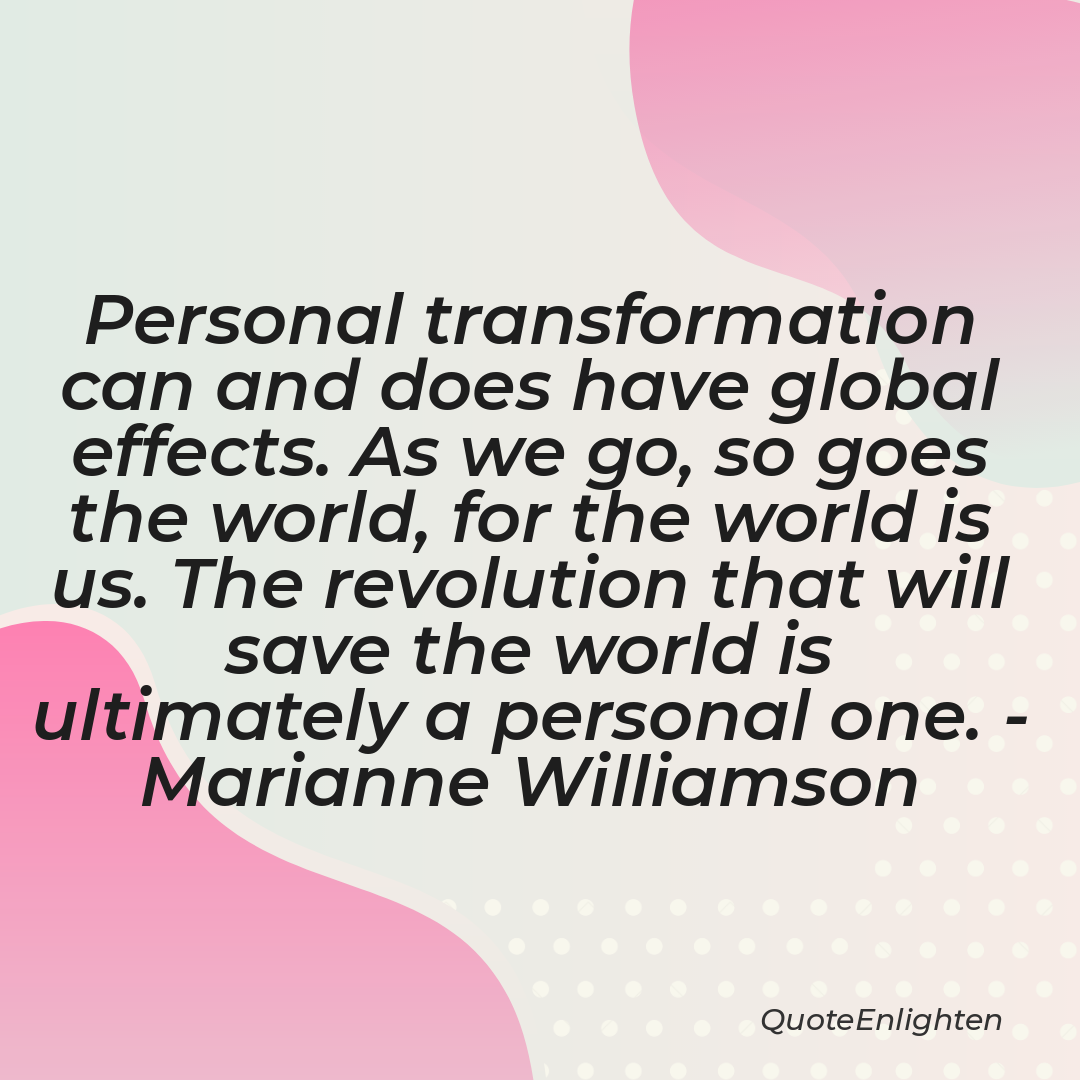 Personal transformation
can and does have global
effects. As we go, so goes
the world, for the world is
us. The revolution that will
save the world is
ultimately a personal one. -
Marianne Williamson
QuoteEnlighten